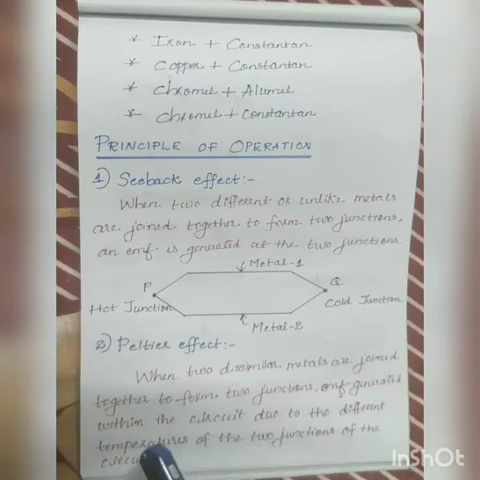 * Iron + Constantan
* Copper + Constantan
* Chromel + Alumel
* Chromel + Constantan
PRINCIPLE OF OPERATION
1) Seeback effect:-
When two different or unlike metals
are joined together to form two junctions,
an emf is generated at the two junctions.
Metal-1
P
Q
Hot Junction
Cold Junction
Metal-2
2) Peltier effect:-
When two dissimilar metals are joined
together to form two junctions, emf generated
within the circuit due to the different
temperatures of the two junctions of the
InShOt